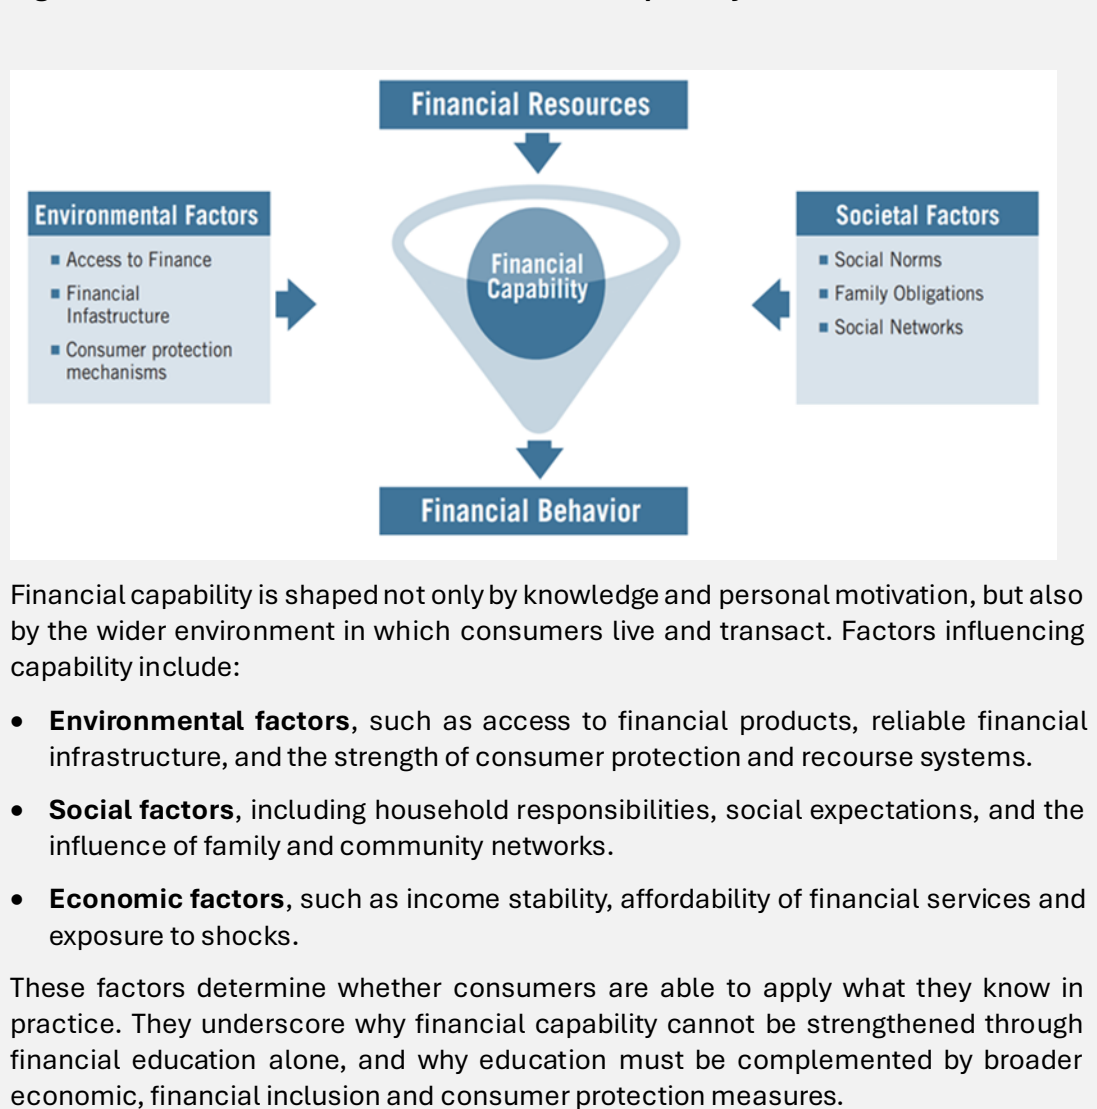 Financial Resources
Environmental Factors
Access to Finance
Financial
Infastructure
Consumer protection
mechanisms
Financial
Capability
Societal Factors
Social Norms
Family Obligations
Social Networks
Financial Behavior
Financial capability is shaped not only by knowledge and personal motivation, but also
by the wider environment in which consumers live and transact. Factors influencing
capability include:
• Environmental factors, such as access to financial products, reliable financial
infrastructure, and the strength of consumer protection and recourse systems.
• Social factors, including household responsibilities, social expectations, and the
influence of family and community networks.
• Economic factors, such as income stability, affordability of financial services and
exposure to shocks.
These factors determine whether consumers are able to apply what they know in
practice. They underscore why financial capability cannot be strengthened through
financial education alone, and why education must be complemented by broader
economic, financial inclusion and consumer protection measures.